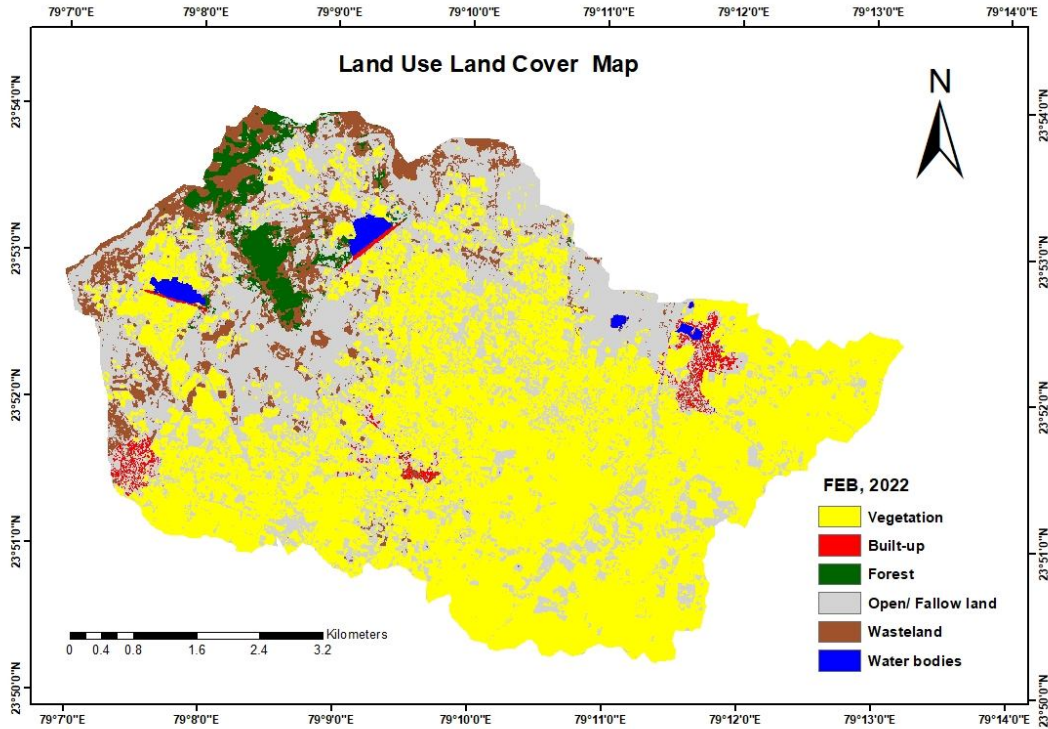 79°7'0"E 79°8'0"E 79°9'0"E 79°10'0"E 79°11'0"E 79°12'0"E 79°13'0"E 79°14'0"E
Land Use Land Cover Map
N
23°54'0"N 23°54'0"N
23°53'0"N 23°53'0"N
23°52'0"N 23°52'0"N
23°51'0"N 23°51'0"N
23°50'0"N 23°50'0"N
FEB, 2022
Vegetation
Built-up
Forest
Open/ Fallow land
Wasteland
Water bodies
Kilometers
0 0.4 0.8 1.6 2.4 3.2
79°7'0"E 79°8'0"E 79°9'0"E 79°10'0"E 79°11'0"E 79°12'0"E 79°13'0"E 79°14'0"E